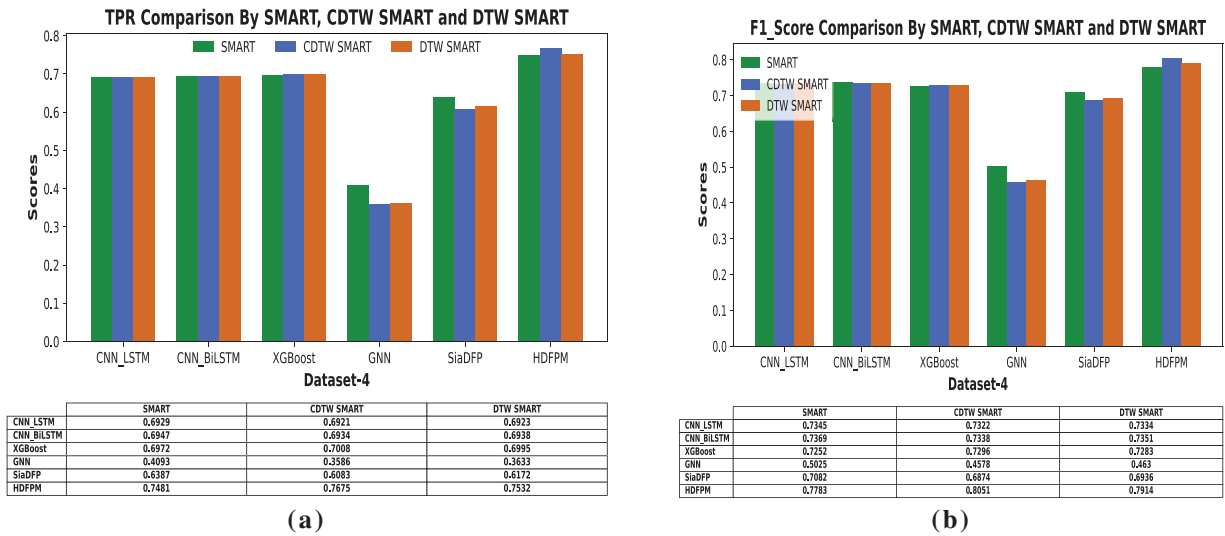 TPR Comparison By SMART, CDTW SMART and DTW SMART
SMART CDTW SMART DTW SMART
0.8
0.7
0.6
0.5
0.4
0.3
0.2
0.1
0.0
Scores
CNN_LSTM CNN_BiLSTM XGBoost GNN SiaDFP HDFPM
Dataset-4
SMART CDTW SMART DTW SMART
CNN_LSTM 0.6929 0.6921 0.6923
CNN_BiLSTM 0.6947 0.6934 0.6938
XGBoost 0.6972 0.7008 0.6995
GNN 0.4093 0.3586 0.3633
SiaDFP 0.6387 0.6083 0.6172
HDFPM 0.7481 0.7675 0.7532
(a)
F1_Score Comparison By SMART, CDTW SMART and DTW SMART
SMART
CDTW SMART
DTW SMART
0.8
0.7
0.6
0.5
0.4
0.3
0.2
0.1
0.0
Scores
CNN_LSTM CNN_BiLSTM XGBoost GNN SiaDFP HDFPM
Dataset-4
SMART CDTW SMART DTW SMART
CNN_LSTM 0.7345 0.7322 0.7334
CNN_BiLSTM 0.7369 0.7338 0.7351
XGBoost 0.7252 0.7296 0.7283
GNN 0.5025 0.4578 0.463
SiaDFP 0.7082 0.6874 0.6936
HDFPM 0.7783 0.8051 0.7914
(b)